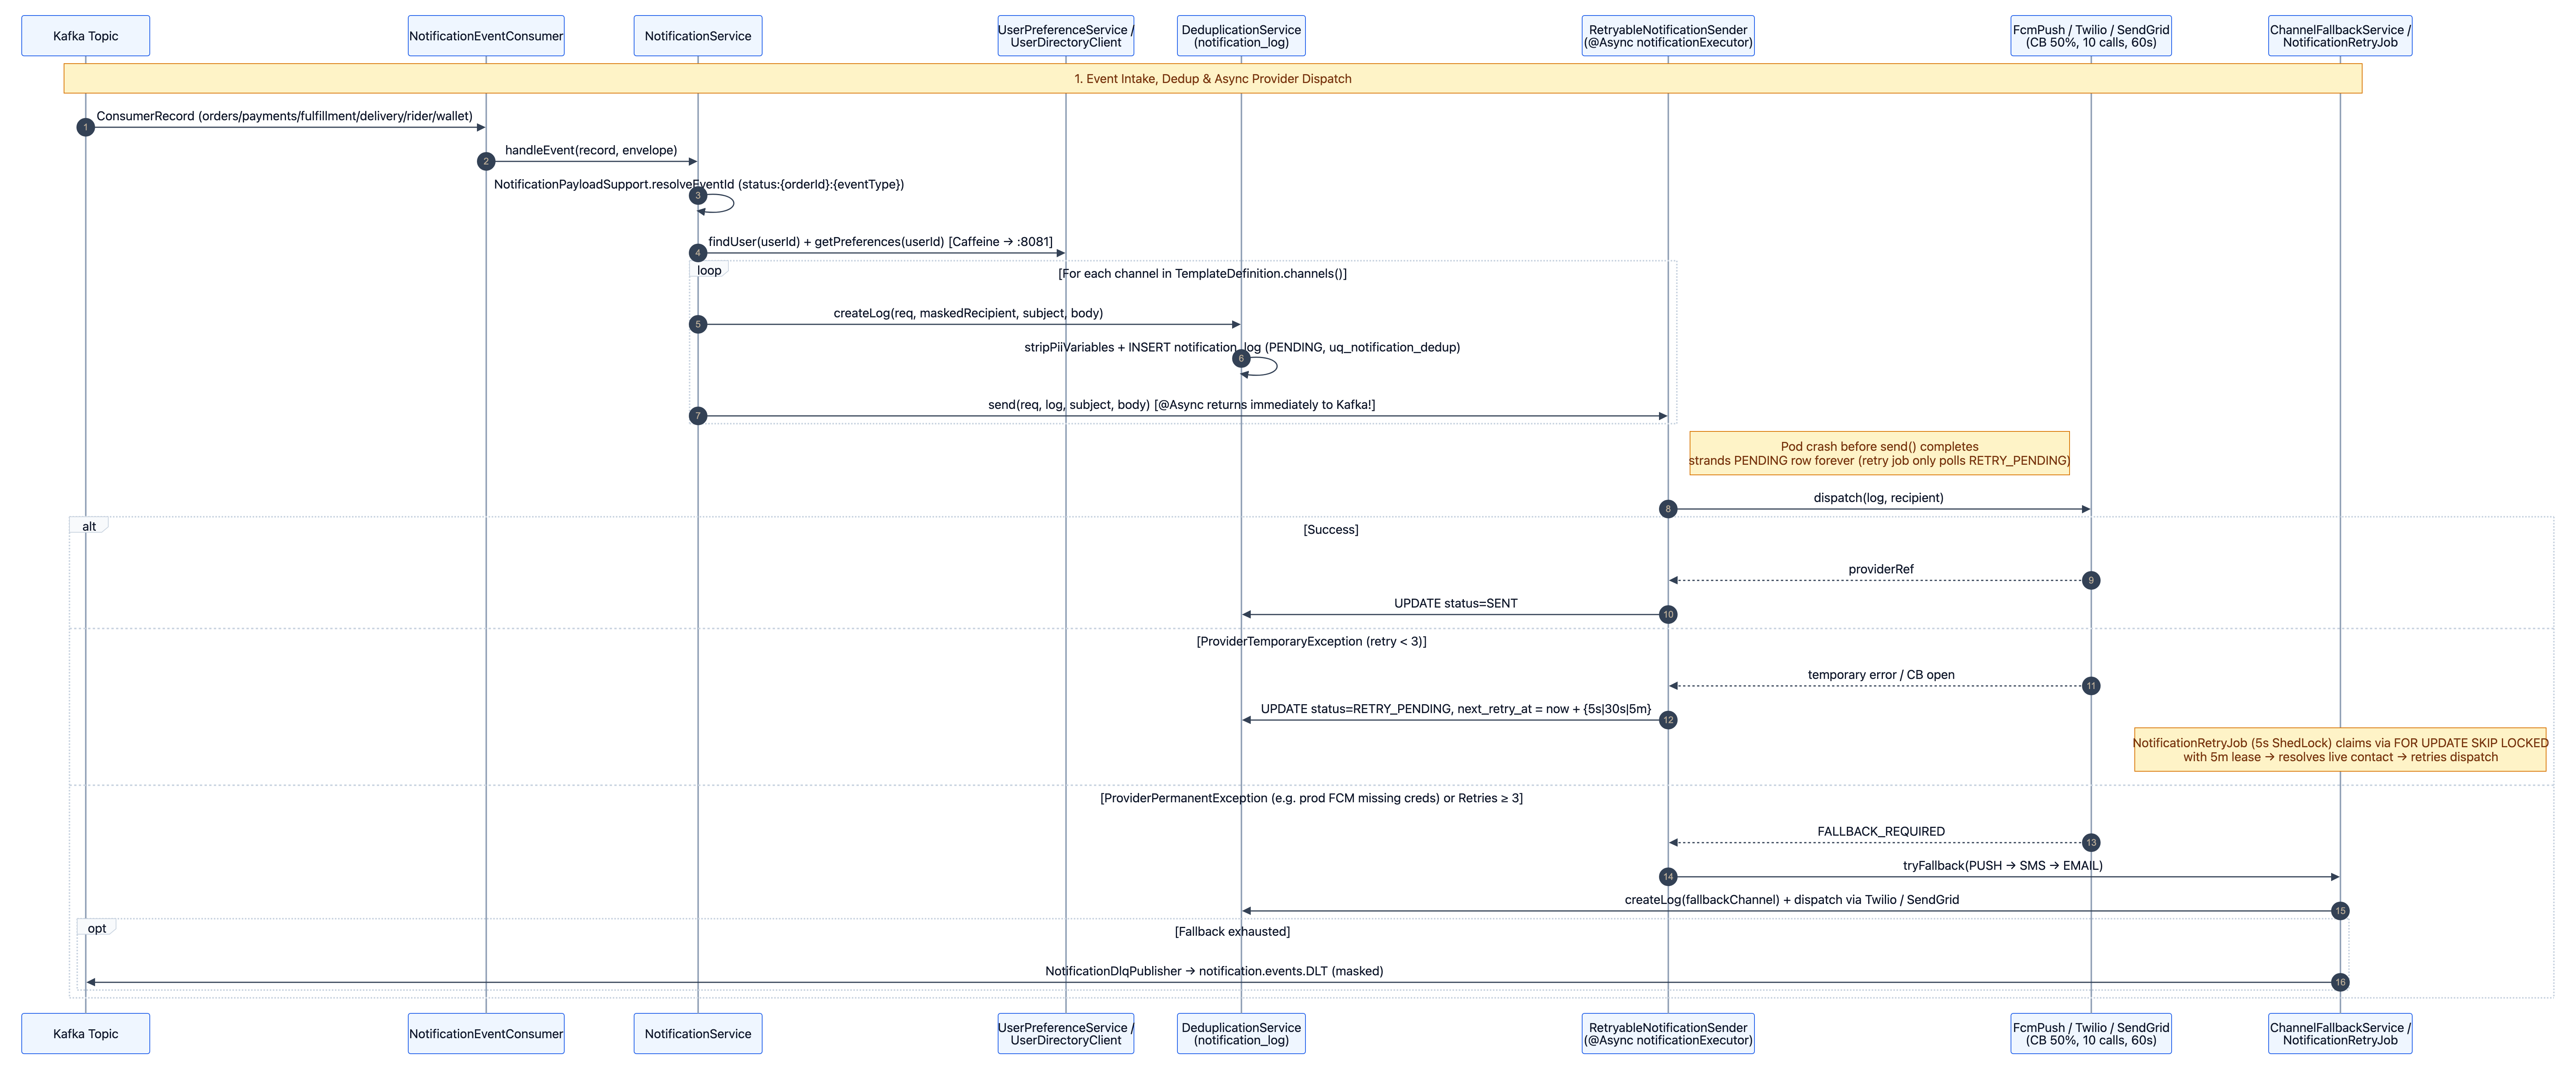 Kafka Topic
NotificationEventConsumer
NotificationService
UserPreferenceService /
UserDirectoryClient
DeduplicationService
(notification_log)
RetryableNotificationSender
(@Async notificationExecutor)
FcmPush / Twilio / SendGrid
(CB 50%, 10 calls, 60s)
ChannelFallbackService /
NotificationRetryJob
1. Event Intake, Dedup & Async Provider Dispatch
1
ConsumerRecord (orders/payments/fulfillment/delivery/rider/wallet)
2
handleEvent(record, envelope)
NotificationPayloadSupport.resolveEventId (status:{orderId}:{eventType})
3
4
findUser(userId) + getPreferences(userId) [Caffeine → :8081]
loop
[For each channel in TemplateDefinition.channels()]
5
createLog(req, maskedRecipient, subject, body)
stripPiiVariables + INSERT notification_log (PENDING, uq_notification_dedup)
6
7
send(req, log, subject, body) [@Async returns immediately to Kafka!]
Pod crash before send() completes
strands PENDING row forever (retry job only polls RETRY_PENDING)
8
dispatch(log, recipient)
alt
[Success]
providerRef
9
UPDATE status=SENT
10
[ProviderTemporaryException (retry < 3)]
temporary error / CB open
11
UPDATE status=RETRY_PENDING, next_retry_at = now + {5s|30s|5m}
12
NotificationRetryJob (5s ShedLock) claims via FOR UPDATE SKIP LOCKED
with 5m lease → resolves live contact → retries dispatch
[ProviderPermanentException (e.g. prod FCM missing creds) or Retries ≥ 3]
FALLBACK_REQUIRED
13
14
tryFallback(PUSH → SMS → EMAIL)
createLog(fallbackChannel) + dispatch via Twilio / SendGrid
15
opt
[Fallback exhausted]
NotificationDlqPublisher → notification.events.DLT (masked)
16
Kafka Topic
NotificationEventConsumer
NotificationService
UserPreferenceService /
UserDirectoryClient
DeduplicationService
(notification_log)
RetryableNotificationSender
(@Async notificationExecutor)
FcmPush / Twilio / SendGrid
(CB 50%, 10 calls, 60s)
ChannelFallbackService /
NotificationRetryJob